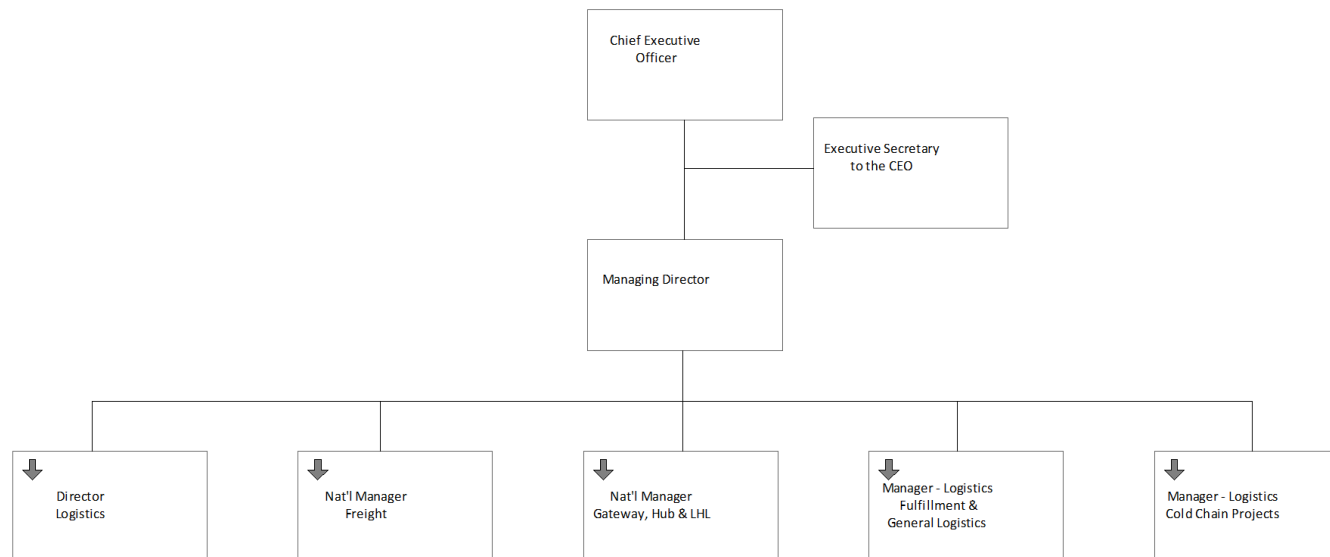 Chief Executive
Officer
Executive Secretary
to the CEO
Managing Director
Director
Logistics
Nat'l Manager
Freight
Nat'l Manager
Gateway, Hub & LHL
Manager - Logistics
Fulfillment &
General Logistics
Manager - Logistics
Cold Chain Projects